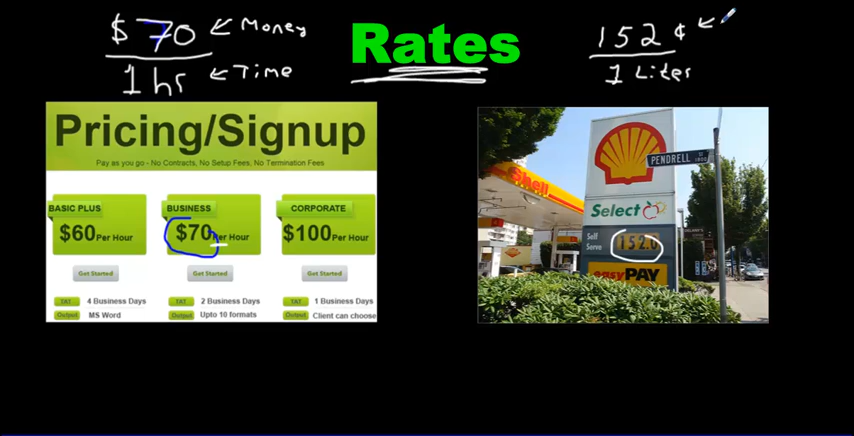 $ 70 ← Money
1 hr ← Time
Rates
152 ¢ ←
1 Liter
Pricing/Signup
Pay as you go - No Contracts, No Setup Fees, No Termination Fees
BASIC PLUS
$60 Per Hour
Get Started
TAT 4 Business Days
Output MS Word
BUSINESS
$70 Per Hour
Get Started
TAT 2 Business Days
Output Upto 10 formats
CORPORATE
$100 Per Hour
Get Started
TAT 1 Business Days
Output Client can choose
Shell
PENDRELL ST
Select
Self
Serve
152.0
easyPAY